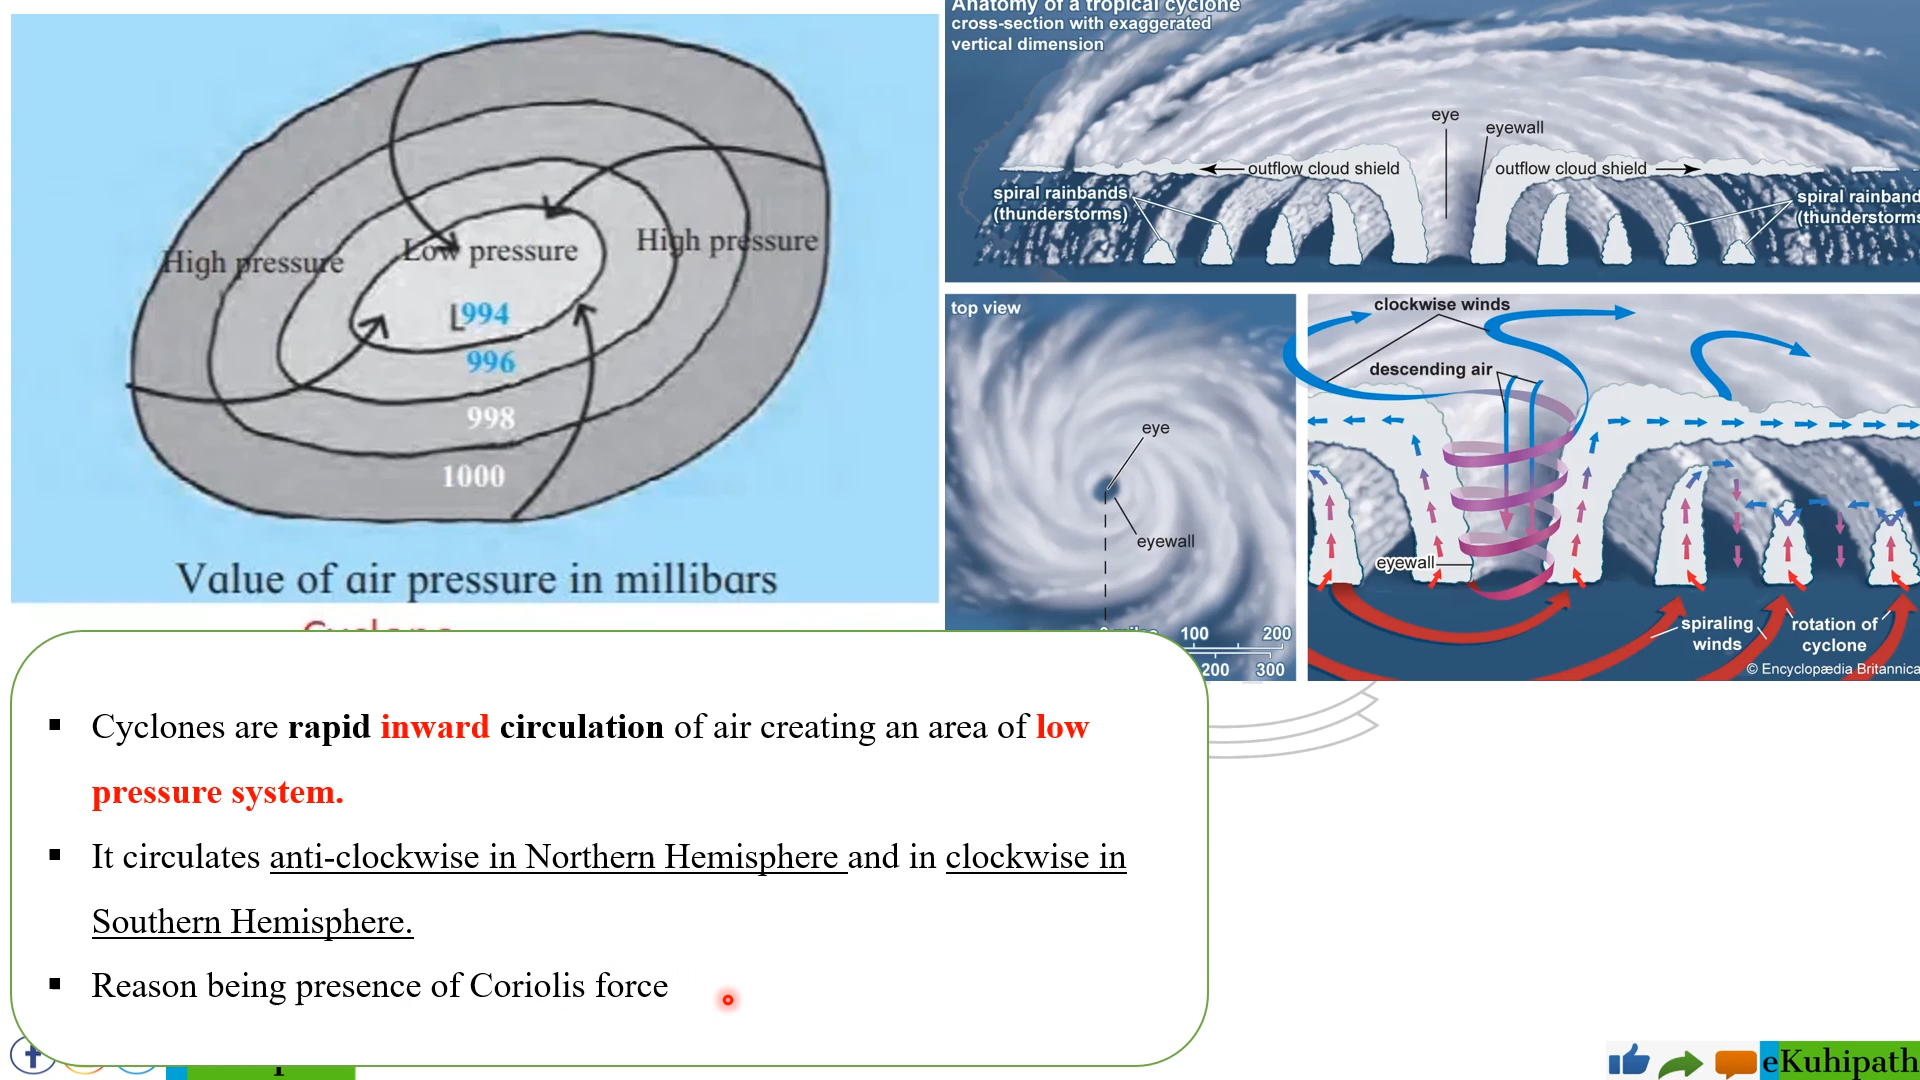 High pressure
Low pressure
High pressure
L994
996
998
1000
Value of air pressure in millibars
Anatomy of a tropical cyclone
cross-section with exaggerated
vertical dimension
eye
eyewall
outflow cloud shield
outflow cloud shield
spiral rainbands
(thunderstorms)
spiral rainband
(thunderstorms
top view
eye
eyewall
100 200
200 300
clockwise winds
descending air
eyewall
spiraling
winds
rotation of
cyclone
© Encyclopædia Britannica
▪ Cyclones are rapid inward circulation of air creating an area of low
pressure system.
▪ It circulates anti-clockwise in Northern Hemisphere and in clockwise in
Southern Hemisphere.
▪ Reason being presence of Coriolis force
eKuhipath